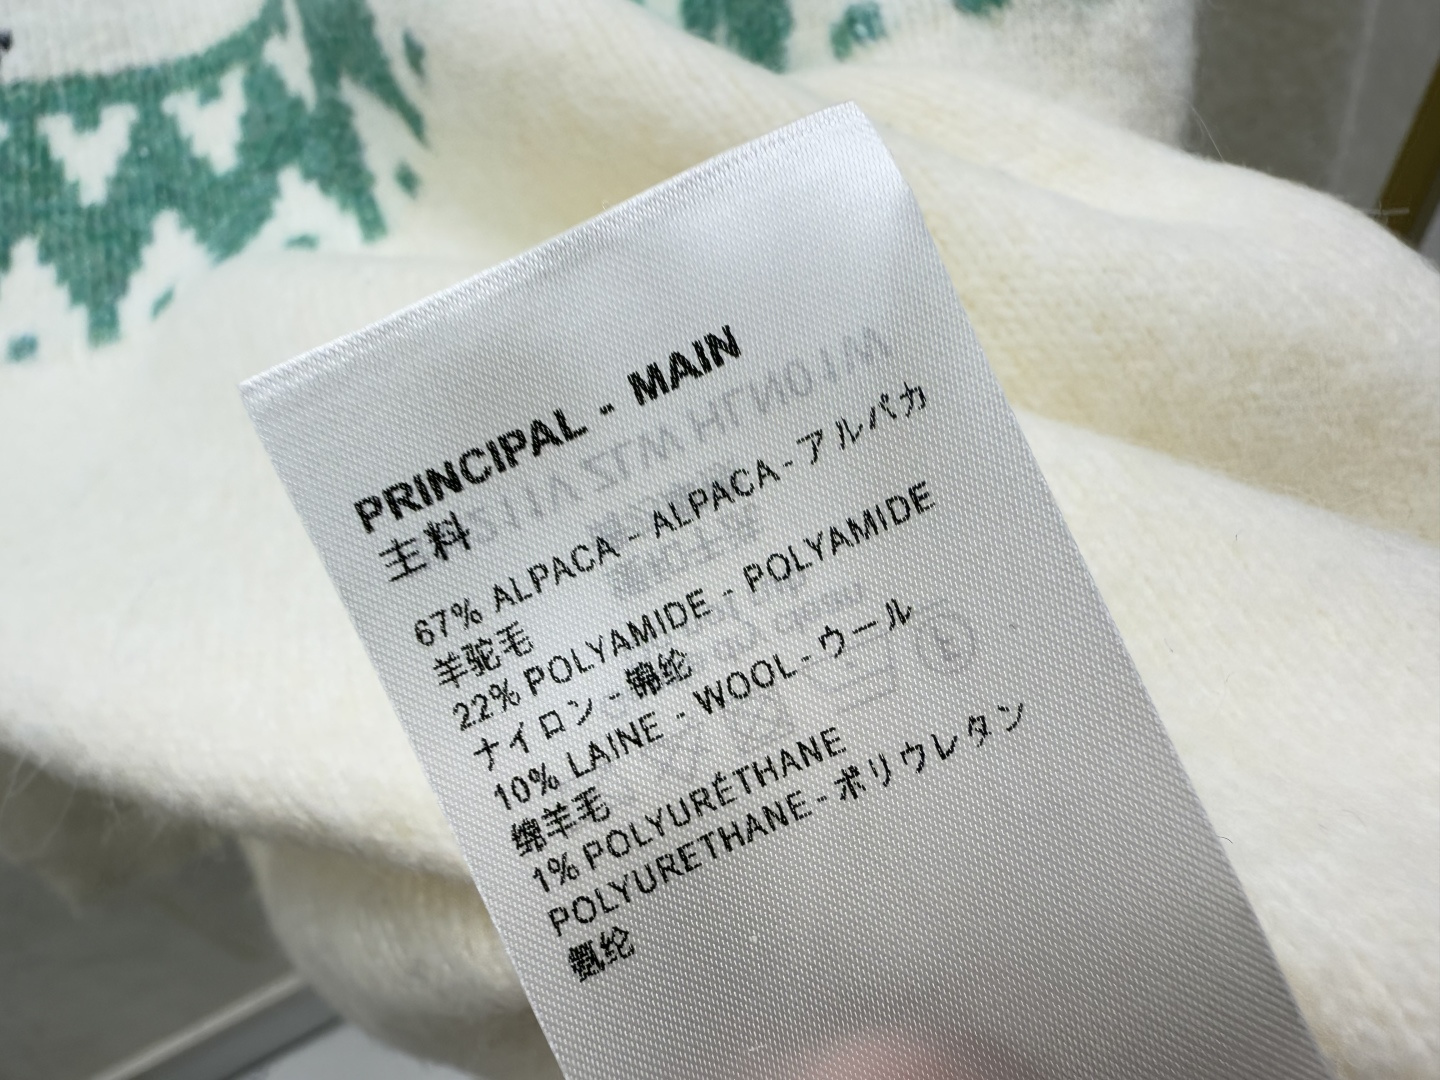 PRINCIPAL - MAIN
主料
67% ALPACA - ALPACA - アルパカ
羊驼毛
22% POLYAMIDE - POLYAMIDE
ナイロン - 锦纶
10% LAINE - WOOL - ウール
绵羊毛
1% POLYURÉTHANE
POLYURETHANE - ポリウレタン
氨纶